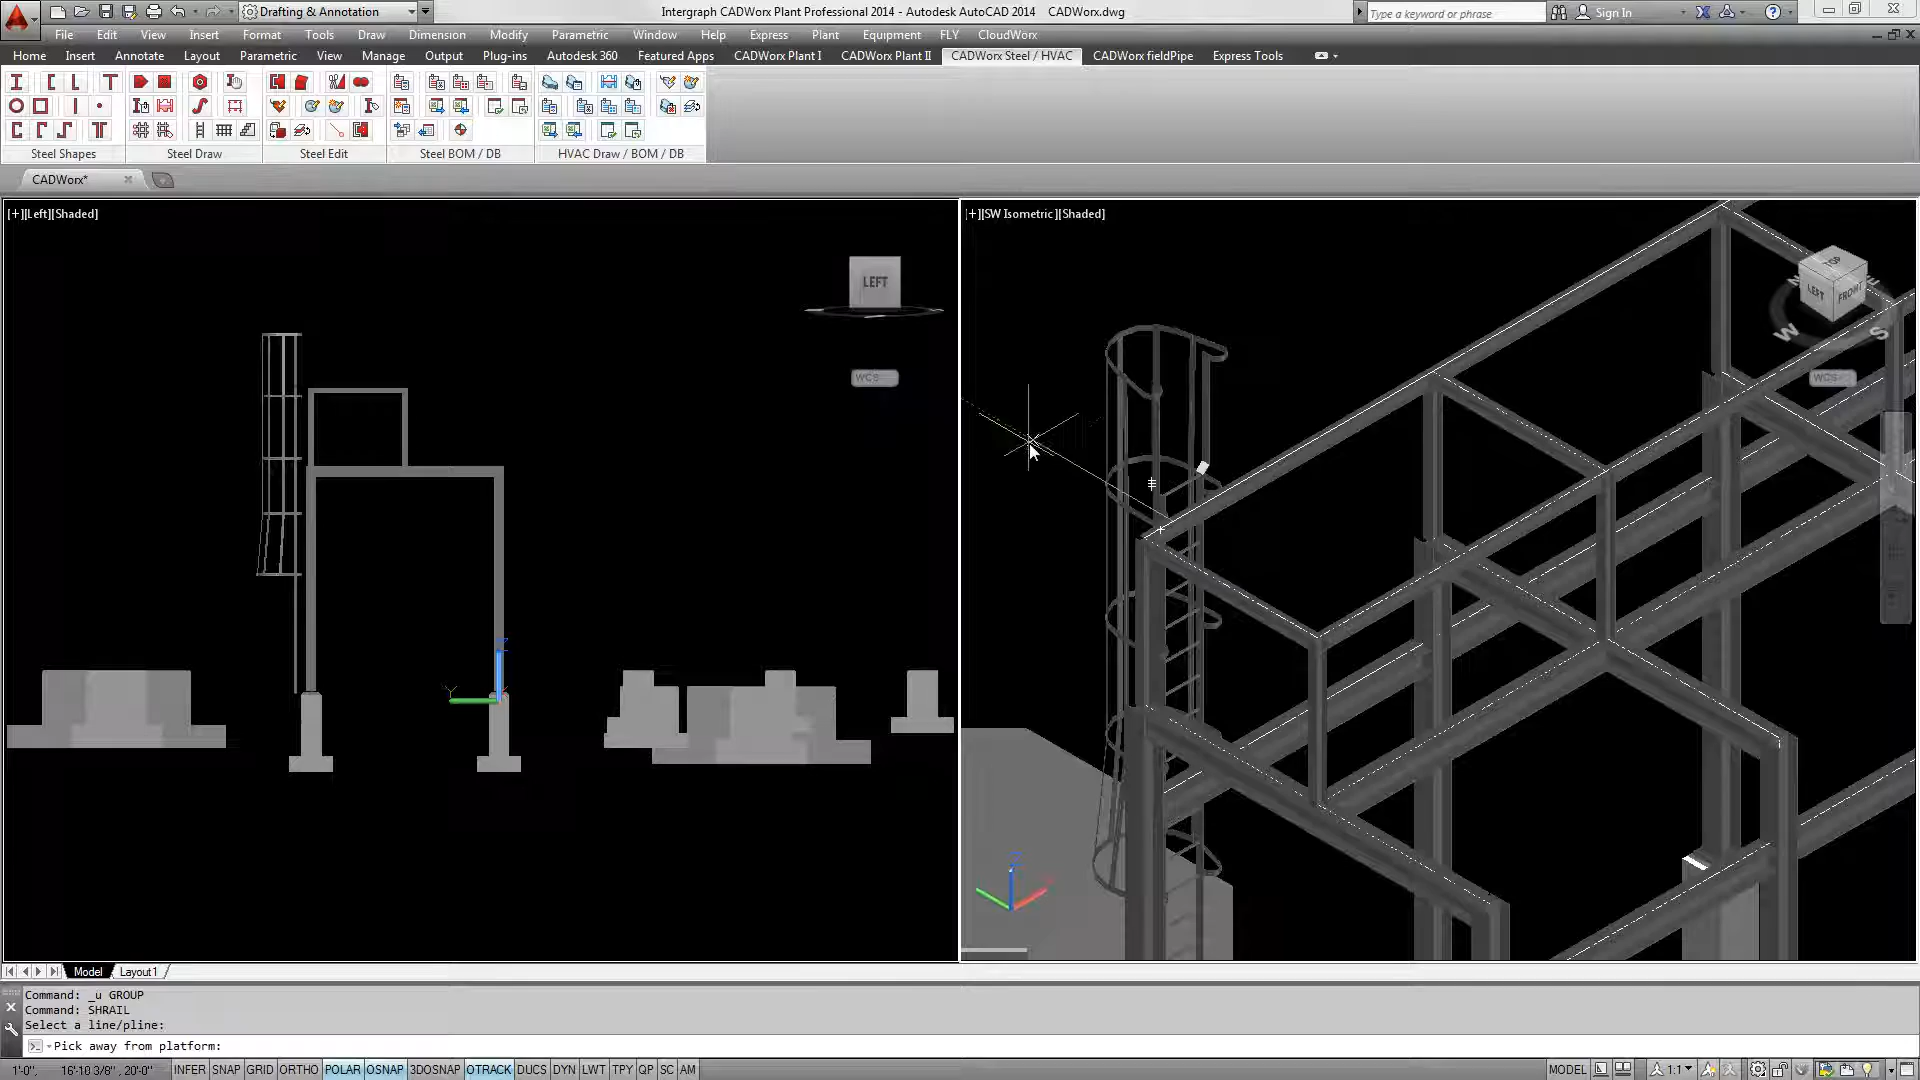 Drafting & Annotation
Intergraph CADWorx Plant Professional 2014 - Autodesk AutoCAD 2014 CADWorx.dwg
Type a keyword or phrase
Sign In
File Edit View Insert Format Tools Draw Dimension Modify Parametric Window Help Express Plant Equipment FLY CloudWorx
Home Insert Annotate Layout Parametric View Manage Output Plug-ins Autodesk 360 Featured Apps CADWorx Plant I CADWorx Plant II CADWorx Steel / HVAC CADWorx fieldPipe Express Tools
Steel Shapes Steel Draw Steel Edit Steel BOM / DB HVAC Draw / BOM / DB
CADWorx*
[+][Left][Shaded]
LEFT
WCS
Z
Y
[+][SW Isometric][Shaded]
TOP
LEFT
FRONT
W
S
WCS
Z
Model Layout1
Command: _u GROUP
Command: SHRAIL
Select a line/pline:
Pick away from platform:
1'-0", 16'-10 3/8", 20'-0"
INFER SNAP GRID ORTHO POLAR OSNAP 3DOSNAP OTRACK DUCS DYN LWT TPY QP SC AM
MODEL
1:1